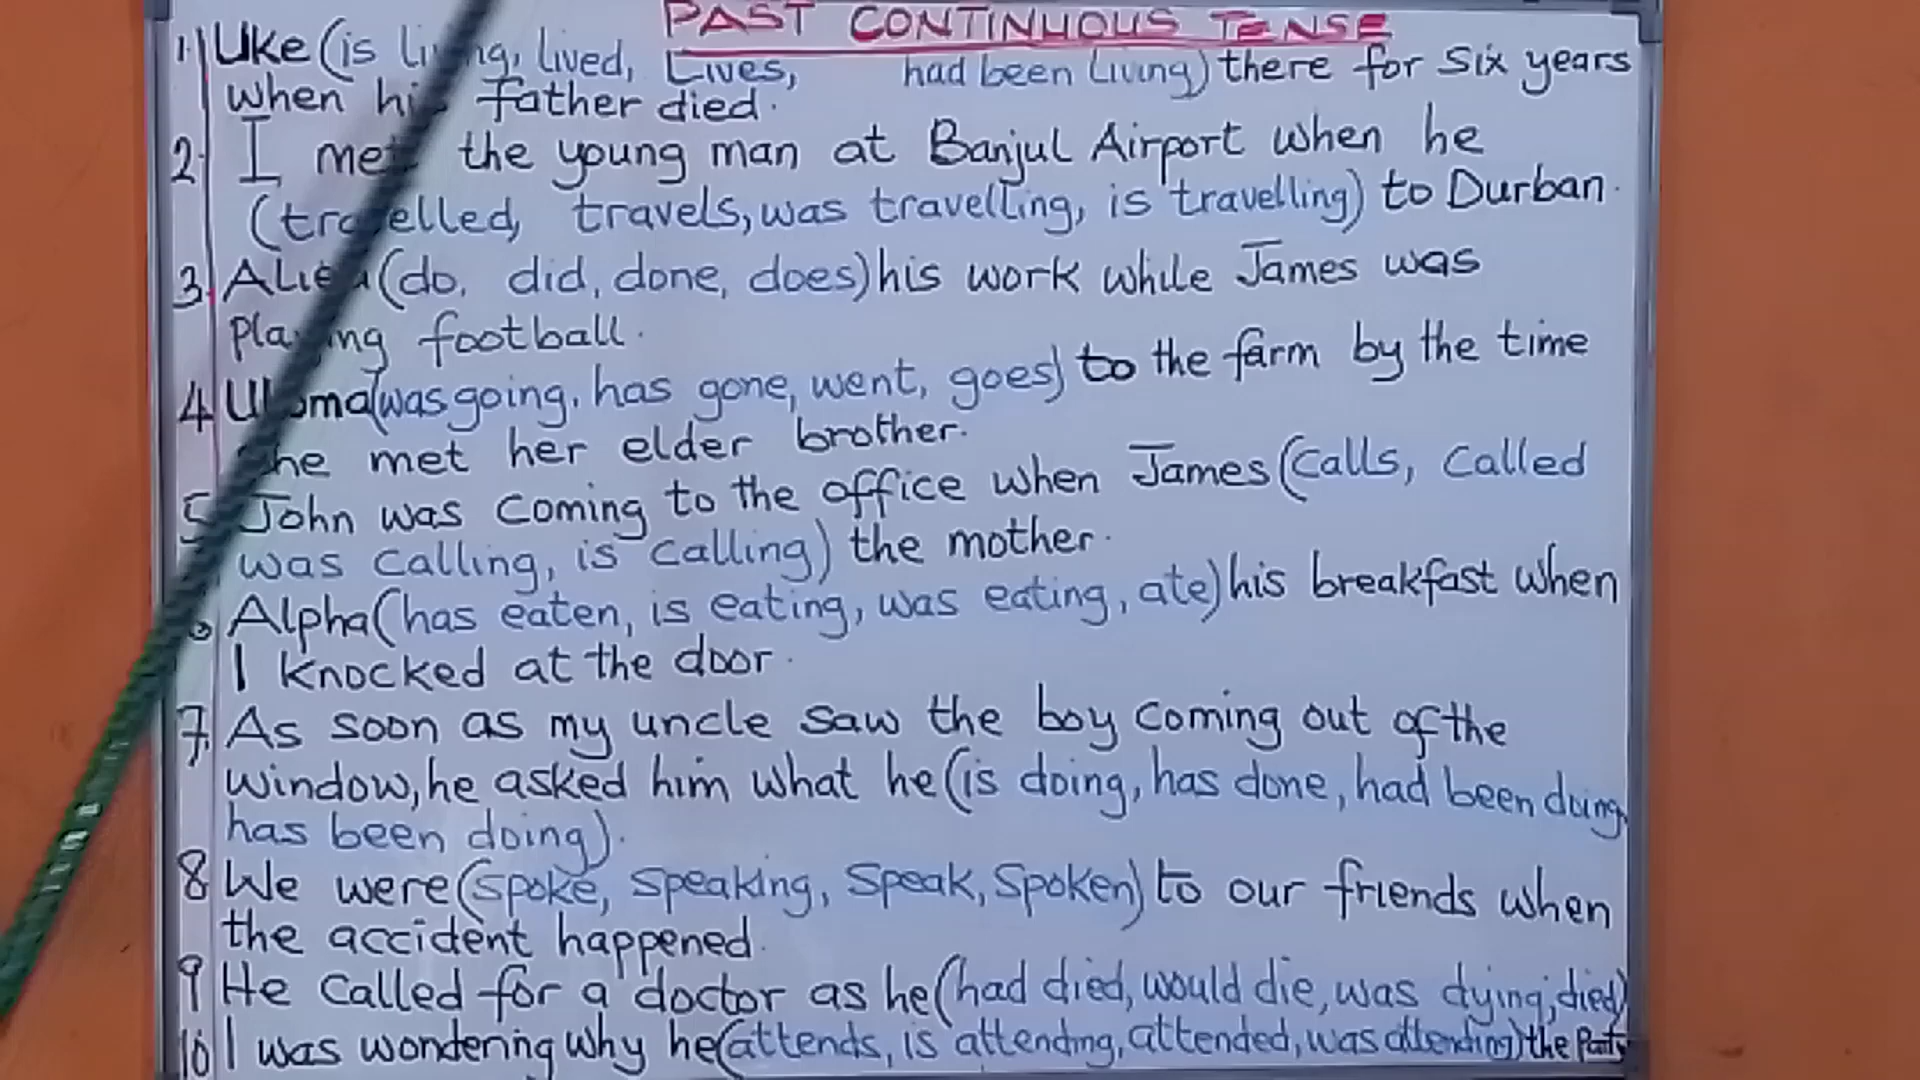 PAST CONTINUOUS TENSE
1. Uke (is living, lived, Lives, had been Living) there for six years
when his father died.
2. I met the young man at Banjul Airport when he
(travelled, travels, was travelling, is travelling) to Durban.
3. (do, did, done, does) his work while James was
playing football.
4. (was going, has gone, went, goes) to the farm by the time
she met her elder brother.
5. John was coming to the office when James (calls, called
was calling, is calling) the mother.
6 Alpha (has eaten, is eating, was eating, ate) his breakfast when
I knocked at the door.
7. As soon as my uncle saw the boy coming out of the
window, he asked him what he (is doing, has done, had been doing,
has been doing).
8 We were (spoke, speaking, speak, spoken) to our friends when
the accident happened.
9 He called for a doctor as he (had died, would die, was dying, died)
10 I was wondering why he (attends, is attending, attended, was attending) the party